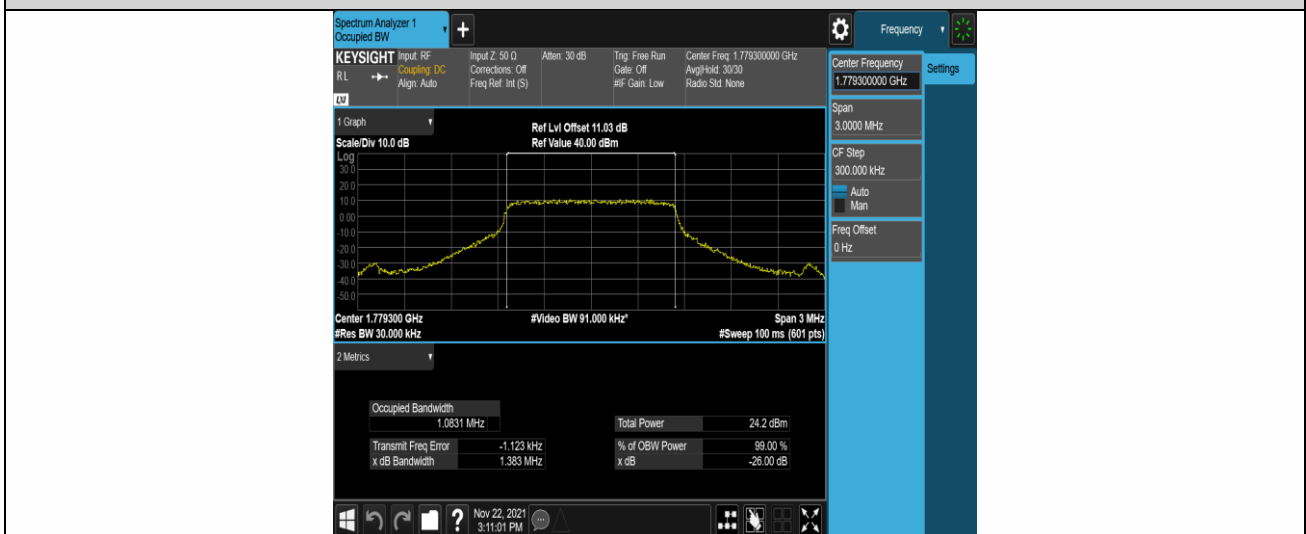 Spectrum Analyzer 1
Occupied BW
+
Frequency
KEYSIGHT
RL
LXI
Input: RF
Coupling: DC
Align: Auto
Input Z: 50 Ω
Corrections: Off
Freq Ref: Int (S)
Atten: 30 dB
Trig: Free Run
Gate: Off
#IF Gain: Low
Center Freq: 1.779300000 GHz
Avg|Hold: 30/30
Radio Std: None
Center Frequency
1.779300000 GHz
Settings
Span
3.0000 MHz
CF Step
300.000 kHz
Auto
Man
Freq Offset
0 Hz
1 Graph
Scale/Div 10.0 dB
Ref Lvl Offset 11.03 dB
Ref Value 40.00 dBm
Log
30.0
20.0
10.0
0.00
-10.0
-20.0
-30.0
-40.0
-50.0
Center 1.779300 GHz
#Video BW 91.000 kHz*
Span 3 MHz
#Res BW 30.000 kHz
#Sweep 100 ms (601 pts)
2 Metrics
Occupied Bandwidth
1.0831 MHz
Total Power 24.2 dBm
Transmit Freq Error -1.123 kHz
% of OBW Power 99.00 %
x dB Bandwidth 1.383 MHz
x dB -26.00 dB
?
Nov 22, 2021
3:11:01 PM